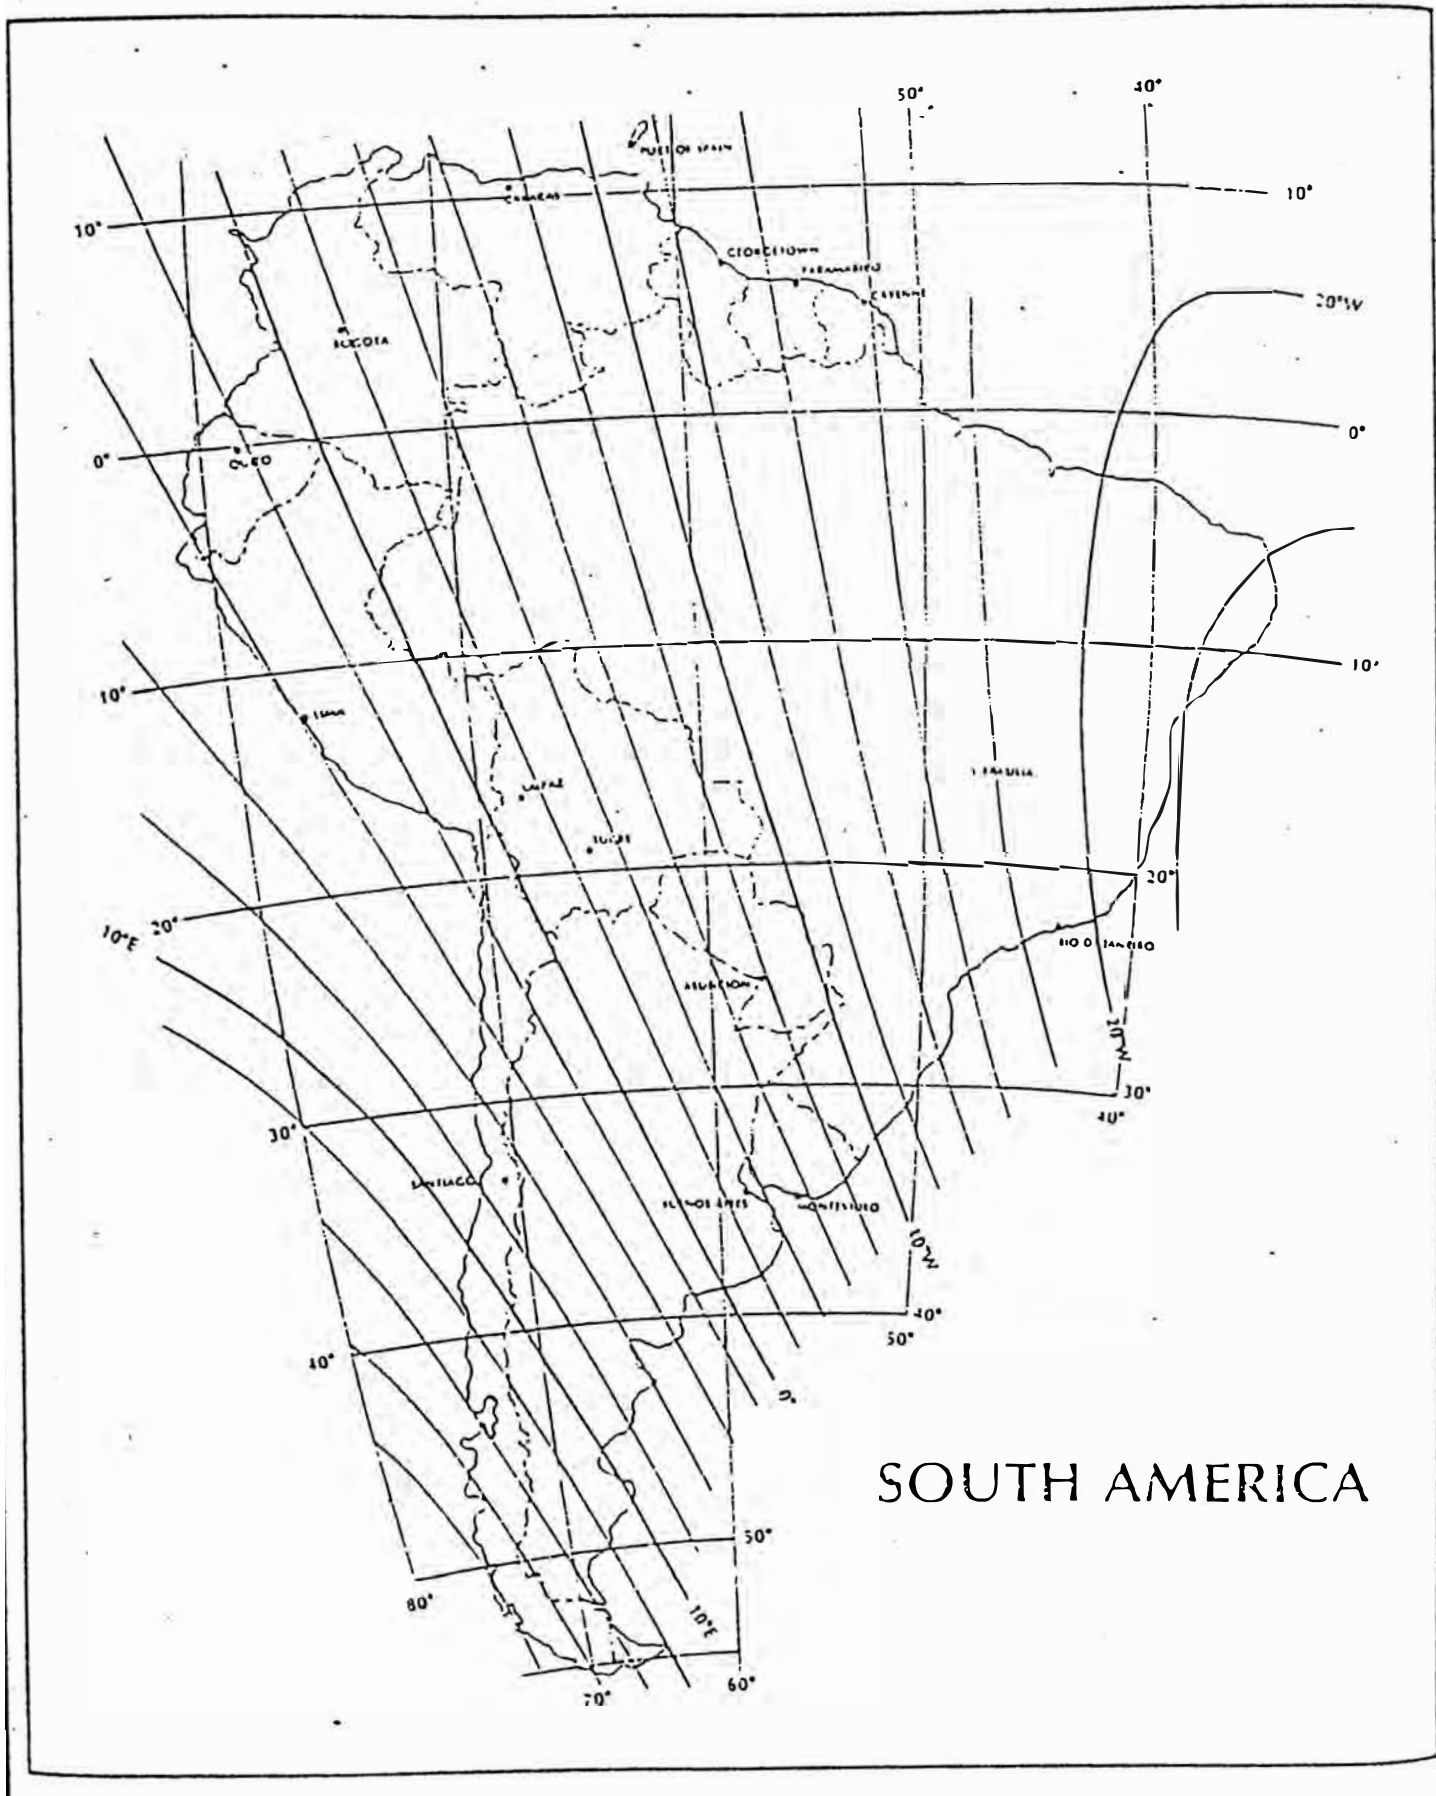 50°
40°
PORT OF SPAIN
10°
CARACAS
10°
GEORGETOWN
PARAMARIBO
CAYENNE
20°W
BOGOTA
0°
0°
QUITO
10°
10°
LIMA
BRASILIA
LA PAZ
SUCRE
20°
10°E
20°
RIO D JANEIRO
ASUNCION
20°W
30°
40°
30°
SANTIAGO
BUENOS AIRES
MONTEVIDEO
10°W
40°
50°
40°
0°
SOUTH AMERICA
50°
80°
10°E
70°
60°